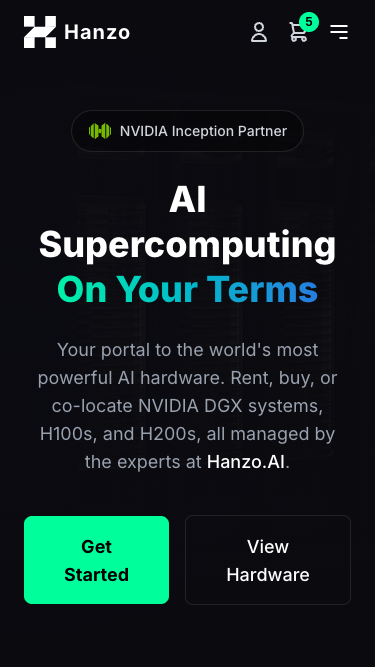 Hanzo
5
NVIDIA Inception Partner
AI
Supercomputing
On Your Terms
Your portal to the world's most
powerful AI hardware. Rent, buy, or
co-locate NVIDIA DGX systems,
H100s, and H200s, all managed by
the experts at Hanzo.AI.
Get
Started
View
Hardware